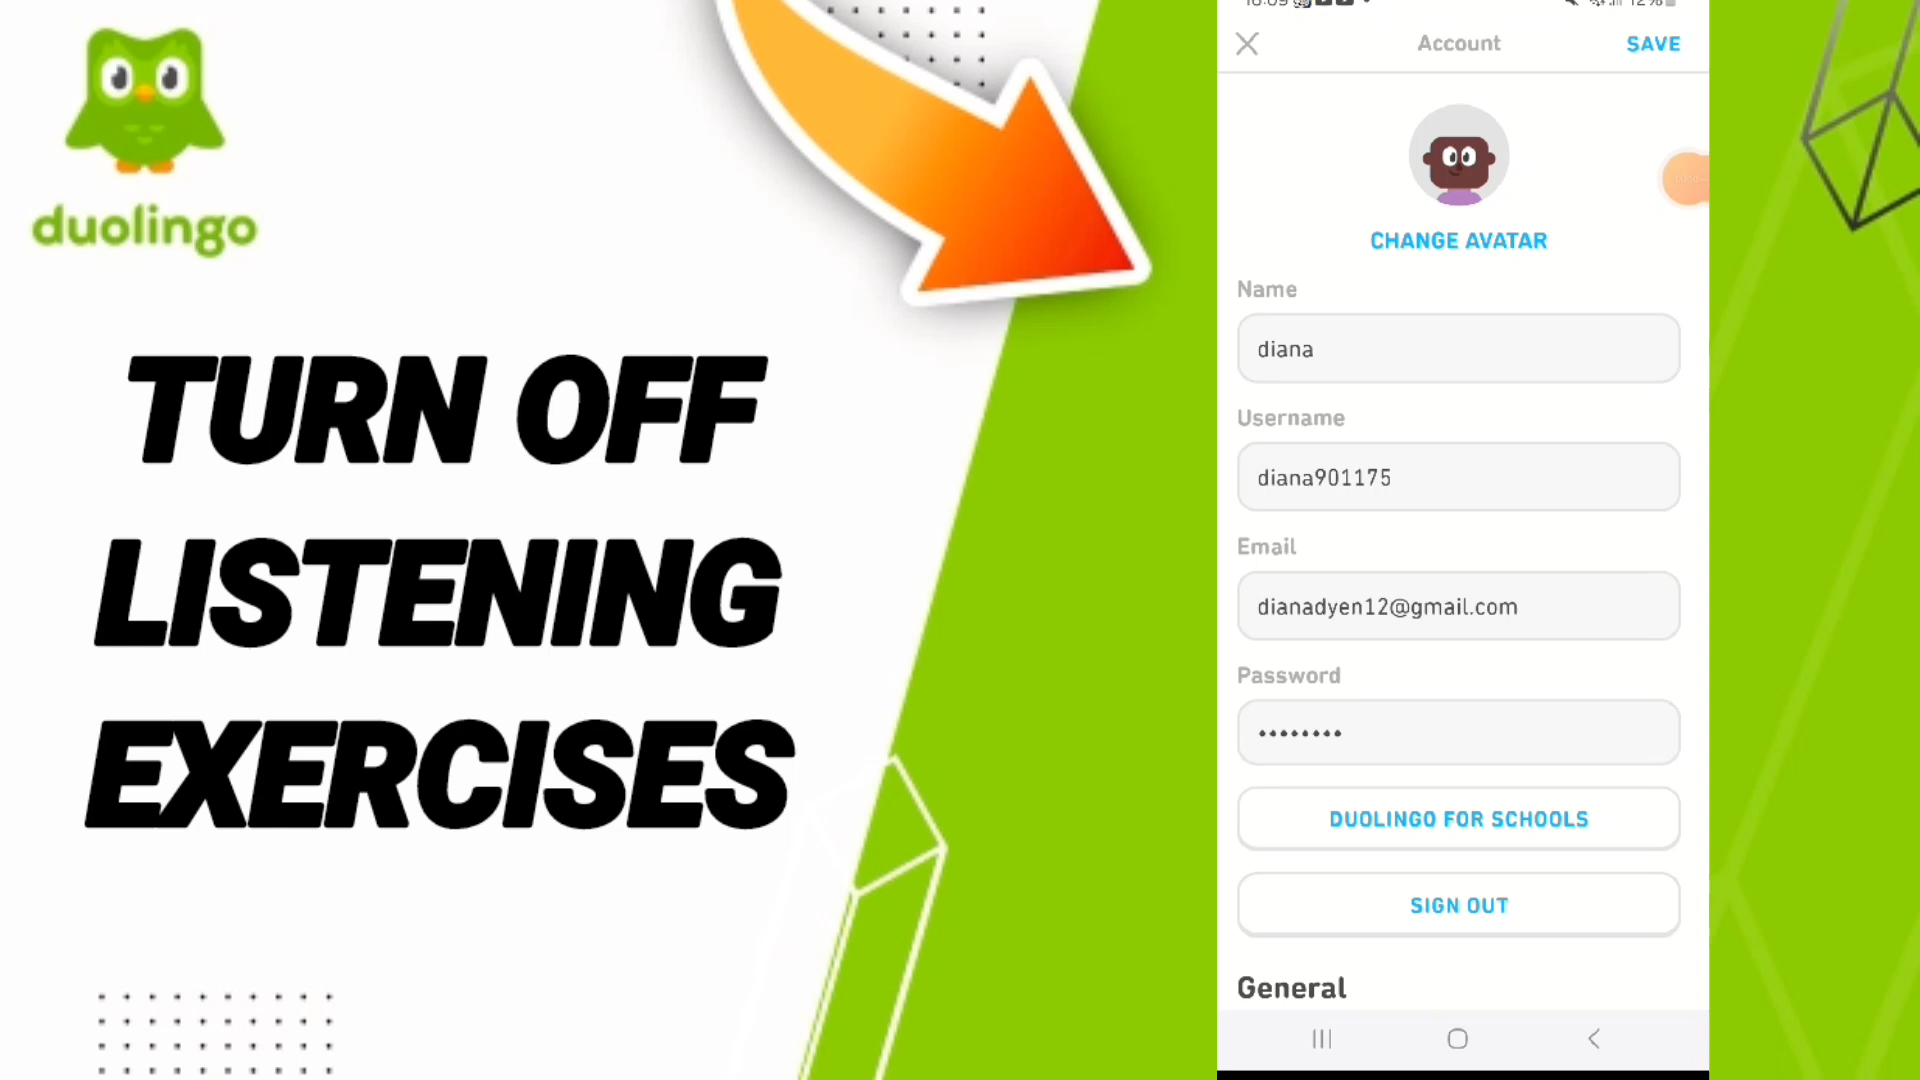 duolingo
TURN OFF
LISTENING
EXERCISES
12%
Account
SAVE
CHANGE AVATAR
Name
diana
Username
diana901175
Email
dianadyen12@gmail.com
Password
••••••••
DUOLINGO FOR SCHOOLS
SIGN OUT
General